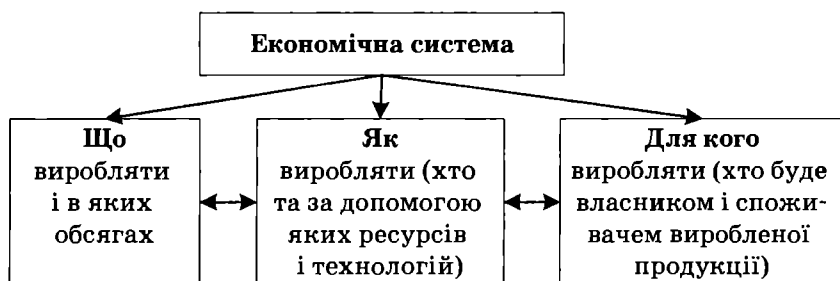 Економічна система
Що
виробляти
і в яких
обсягах
Як
виробляти (хто
та за допомогою
яких ресурсів
і технологій)
Для кого
виробляти (хто буде
власником і спожи-
вачем виробленої
продукції)